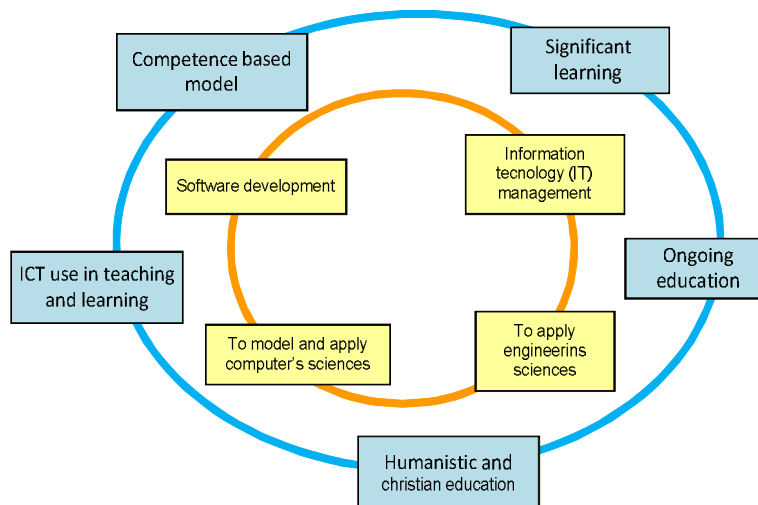 Competence based
model
Significant
learning
Information
tecnology (IT)
management
Software development
Ongoing
education
ICT use in teaching
and learning
To model and apply
computer's sciences
To apply
engineerins
sciences
Humanistic and
christian education